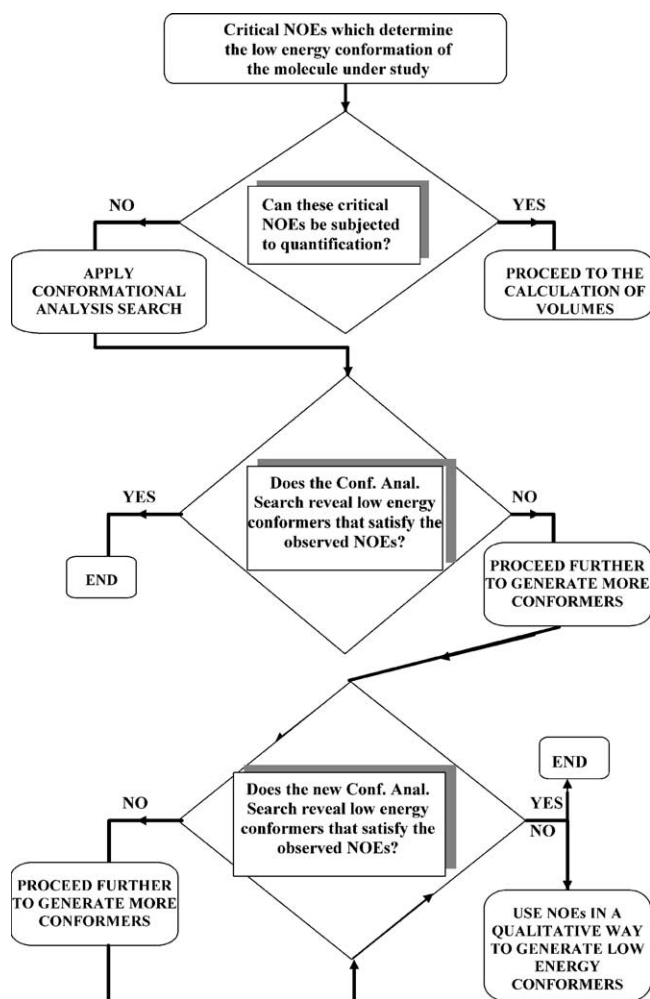 Critical NOEs which determine
the low energy conformation of
the molecule under study
Can these critical
NOEs be subjected
to quantification?
NO
YES
APPLY
CONFORMATIONAL
ANALYSIS SEARCH
PROCEED TO THE
CALCULATION OF
VOLUMES
Does the Conf. Anal.
Search reveal low energy
conformers that satisfy the
observed NOEs?
YES
NO
END
PROCEED FURTHER
TO GENERATE MORE
CONFORMERS
Does the new Conf. Anal.
Search reveal low energy
conformers that satisfy the
observed NOEs?
NO
YES
NO
END
PROCEED FURTHER
TO GENERATE MORE
CONFORMERS
USE NOEs IN A
QUALITATIVE WAY
TO GENERATE LOW
ENERGY
CONFORMERS